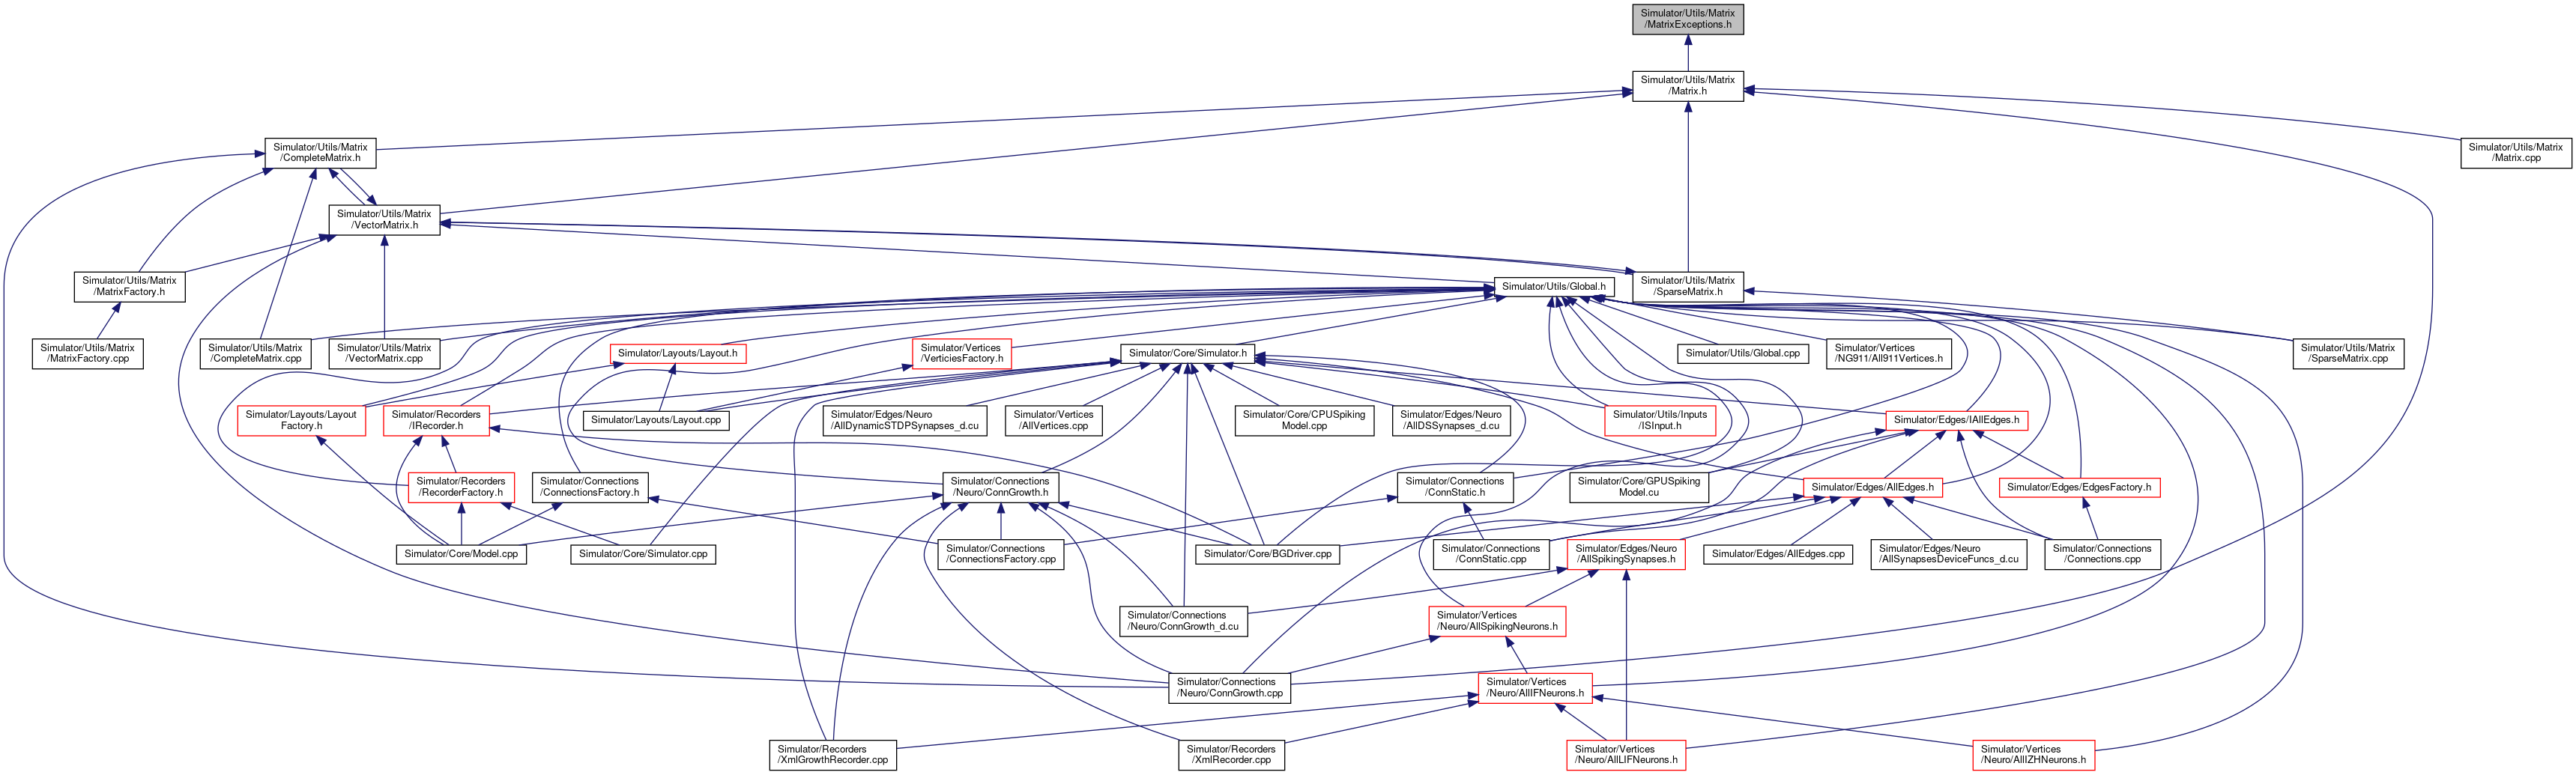 Simulator/Utils/Matrix
/MatrixExceptions.h
Simulator/Utils/Matrix
/Matrix.h
Simulator/Utils/Matrix
/CompleteMatrix.h
Simulator/Utils/Matrix
/Matrix.cpp
Simulator/Utils/Matrix
/VectorMatrix.h
Simulator/Utils/Matrix
/MatrixFactory.h
Simulator/Utils/Global.h
Simulator/Utils/Matrix
/SparseMatrix.h
Simulator/Utils/Matrix
/MatrixFactory.cpp
Simulator/Utils/Matrix
/CompleteMatrix.cpp
Simulator/Utils/Matrix
/VectorMatrix.cpp
Simulator/Layouts/Layout.h
Simulator/Vertices
/VerticiesFactory.h
Simulator/Core/Simulator.h
Simulator/Utils/Global.cpp
Simulator/Vertices
/NG911/All911Vertices.h
Simulator/Utils/Matrix
/SparseMatrix.cpp
Simulator/Layouts/Layout
Factory.h
Simulator/Recorders
/IRecorder.h
Simulator/Layouts/Layout.cpp
Simulator/Edges/Neuro
/AllDynamicSTDPSynapses_d.cu
Simulator/Vertices
/AllVertices.cpp
Simulator/Core/CPUSpiking
Model.cpp
Simulator/Edges/Neuro
/AllDSSynapses_d.cu
Simulator/Utils/Inputs
/ISInput.h
Simulator/Edges/IAllEdges.h
Simulator/Recorders
/RecorderFactory.h
Simulator/Connections
/ConnectionsFactory.h
Simulator/Connections
/Neuro/ConnGrowth.h
Simulator/Connections
/ConnStatic.h
Simulator/Core/GPUSpiking
Model.cu
Simulator/Edges/AllEdges.h
Simulator/Edges/EdgesFactory.h
Simulator/Core/Model.cpp
Simulator/Core/Simulator.cpp
Simulator/Connections
/ConnectionsFactory.cpp
Simulator/Core/BGDriver.cpp
Simulator/Connections
/ConnStatic.cpp
Simulator/Edges/Neuro
/AllSpikingSynapses.h
Simulator/Edges/AllEdges.cpp
Simulator/Edges/Neuro
/AllSynapsesDeviceFuncs_d.cu
Simulator/Connections
/Connections.cpp
Simulator/Connections
/Neuro/ConnGrowth_d.cu
Simulator/Vertices
/Neuro/AllSpikingNeurons.h
Simulator/Connections
/Neuro/ConnGrowth.cpp
Simulator/Vertices
/Neuro/AllIFNeurons.h
Simulator/Recorders
/XmlGrowthRecorder.cpp
Simulator/Recorders
/XmlRecorder.cpp
Simulator/Vertices
/Neuro/AllLIFNeurons.h
Simulator/Vertices
/Neuro/AllIZHNeurons.h